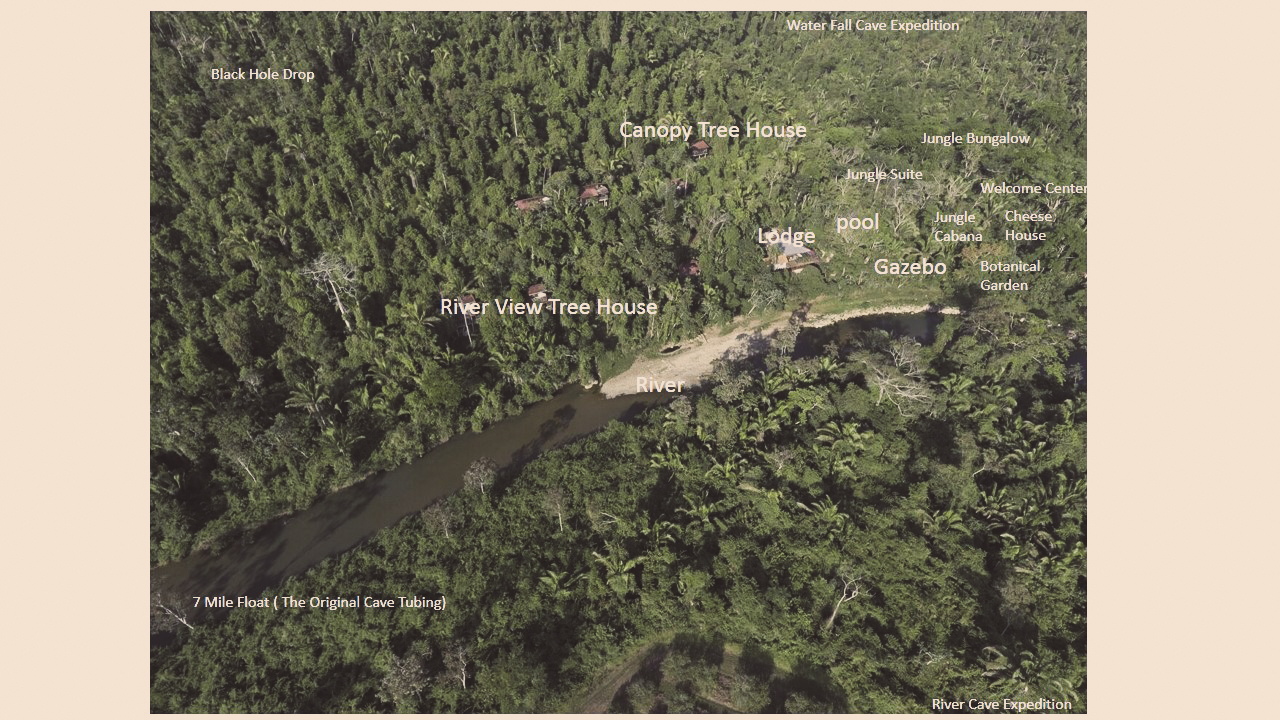 Water Fall Cave Expedition
Black Hole Drop
Canopy Tree House
Jungle Bungalow
Jungle Suite
Welcome Center
pool
Jungle
Cabana
Cheese
House
Lodge
Gazebo
Botanical
Garden
River View Tree House
River
7 Mile Float ( The Original Cave Tubing)
River Cave Expedition